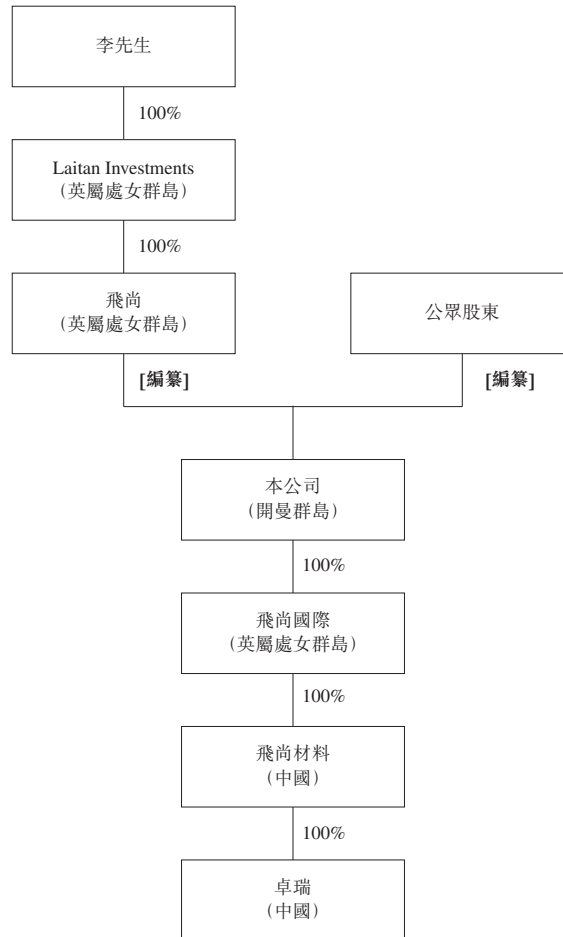 李先生
100%
Laitan Investments
（英屬處女群島）
100%
飛尚
（英屬處女群島）
公眾股東
[編纂]
[編纂]
本公司
（開曼群島）
100%
飛尚國際
（英屬處女群島）
100%
飛尚材料
（中國）
100%
卓瑞
（中國）